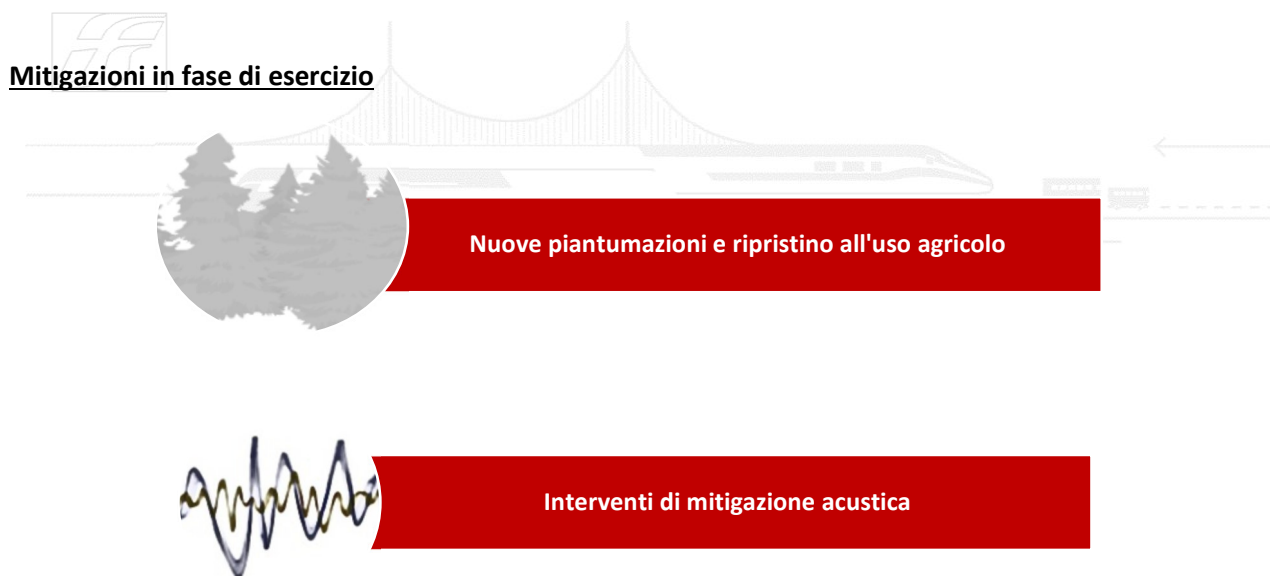 Mitigazioni in fase di esercizio
Nuove piantumazioni e ripristino all'uso agricolo
Interventi di mitigazione acustica